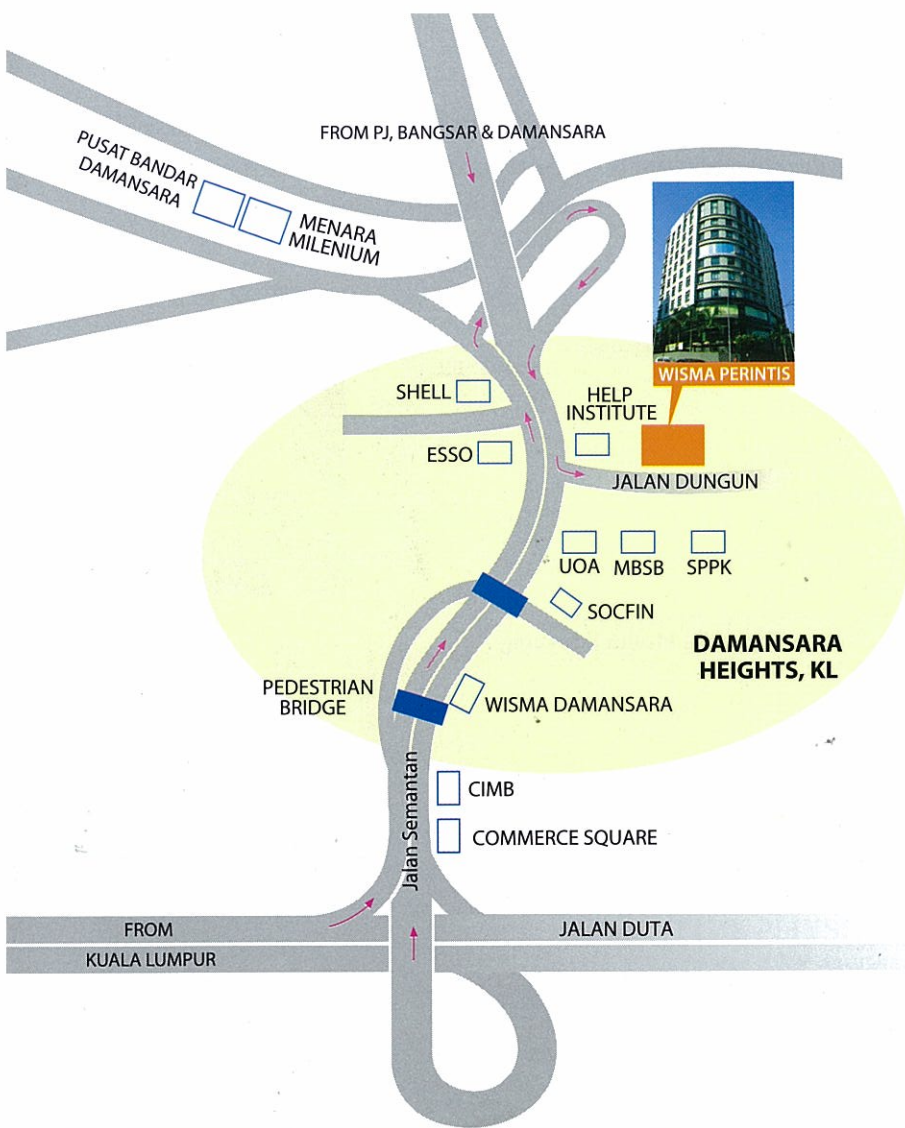 FROM PJ, BANGSAR & DAMANSARA
PUSAT BANDAR
DAMANSARA
MENARA
MILENIUM
WISMA PERINTIS
SHELL
HELP
INSTITUTE
ESSO
JALAN DUNGUN
UOA
MBSB
SPPK
SOCFIN
DAMANSARA
HEIGHTS, KL
PEDESTRIAN
BRIDGE
WISMA DAMANSARA
Jalan Semantan
CIMB
COMMERCE SQUARE
FROM
JALAN DUTA
KUALA LUMPUR